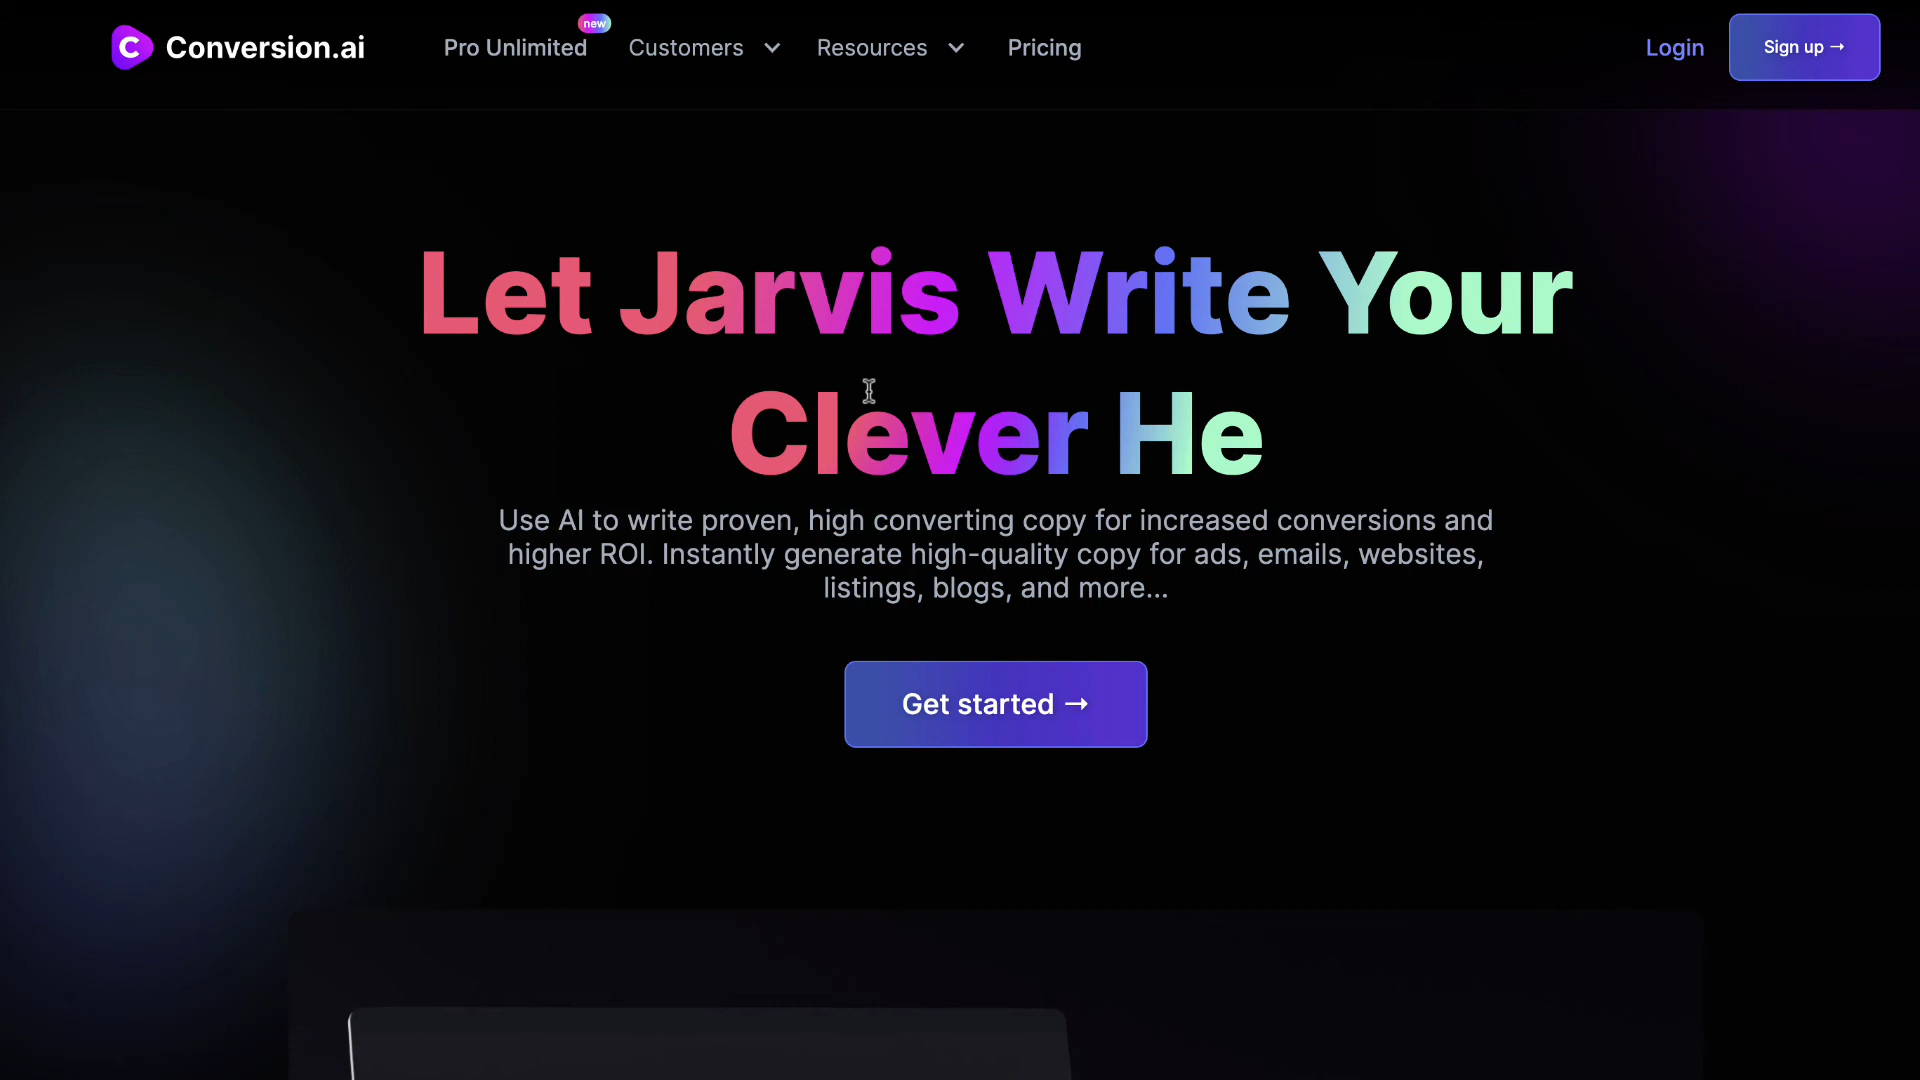 Conversion.ai
Pro Unlimited
new
Customers
Resources
Pricing
Login
Sign up →
Let Jarvis Write Your
Clever He
Use AI to write proven, high converting copy for increased conversions and
higher ROI. Instantly generate high-quality copy for ads, emails, websites,
listings, blogs, and more...
Get started →